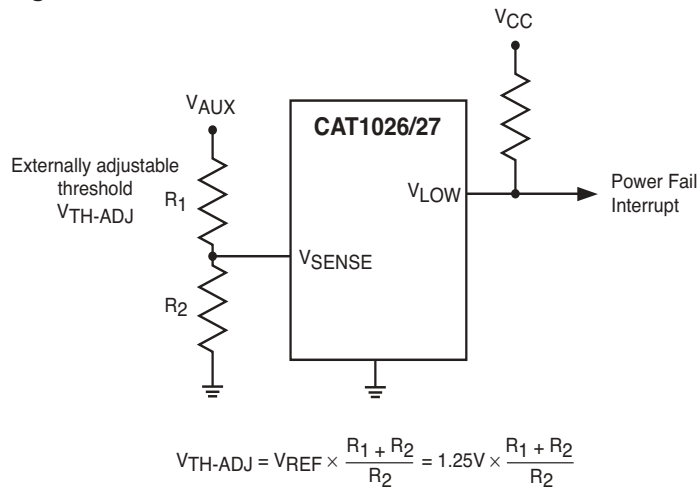 VCC
VAUX
CAT1026/27
Externally adjustable
threshold
VTH-ADJ
R1
VLOW
Power Fail
Interrupt
VSENSE
R2
VTH-ADJ = VREF × (R1 + R2)/R2 = 1.25V × (R1 + R2)/R2